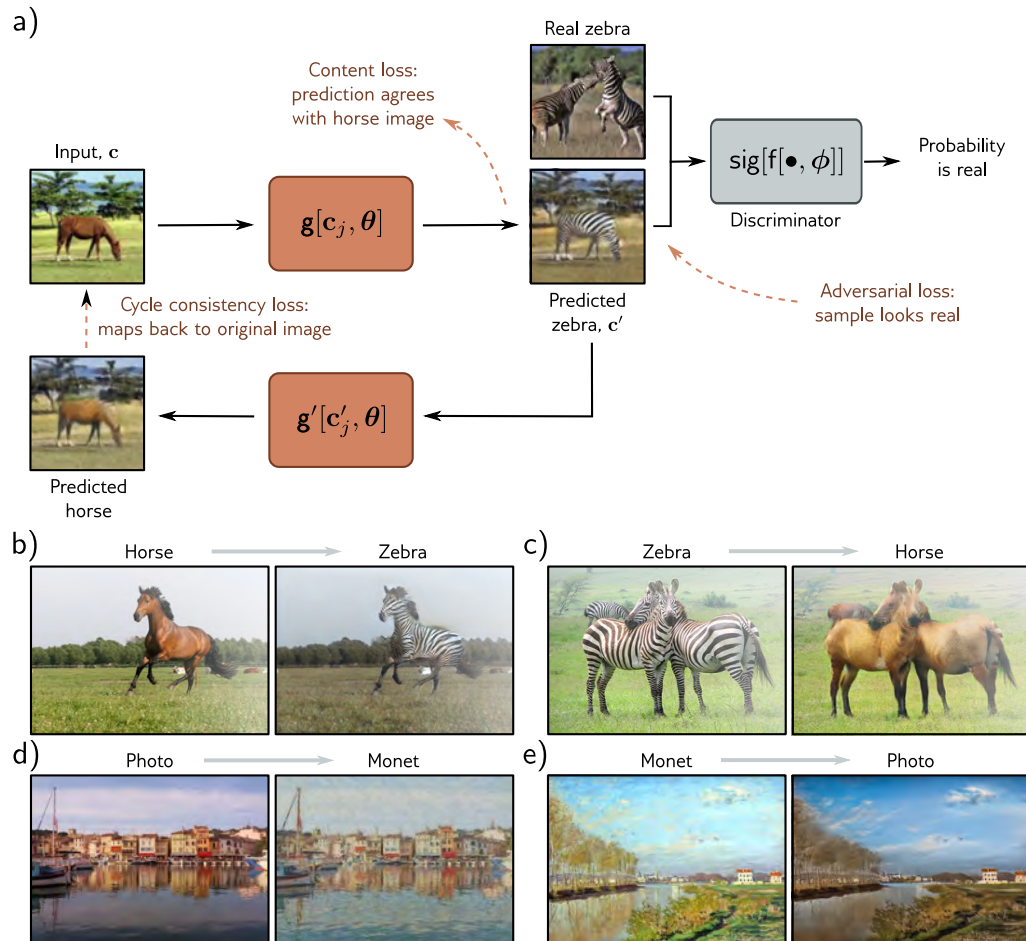 a)
Real zebra
Content loss:
prediction agrees
with horse image
Input, c
g[c_j, θ]
sig[f[•, ϕ]]
Probability
is real
Discriminator
Cycle consistency loss:
maps back to original image
Predicted
zebra, c′
Adversarial loss:
sample looks real
g′[c′_j, θ]
Predicted
horse
b)
Horse
Zebra
c)
Zebra
Horse
d)
Photo
Monet
e)
Monet
Photo